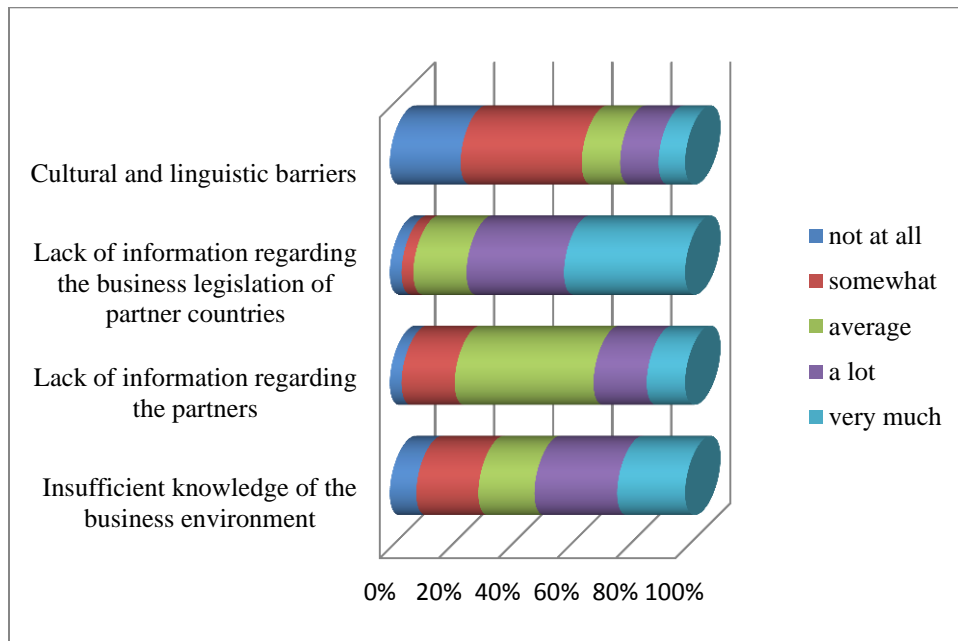 Cultural and linguistic barriers
Lack of information regarding
the business legislation of
partner countries
Lack of information regarding
the partners
Insufficient knowledge of the
business environment
0% 20% 40% 60% 80% 100%
not at all
somewhat
average
a lot
very much